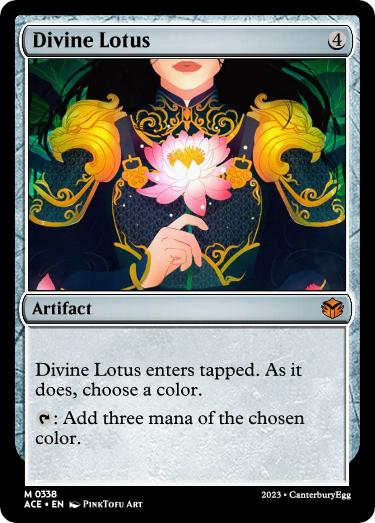 Divine Lotus 4
Artifact
Divine Lotus enters tapped. As it
does, choose a color.
: Add three mana of the chosen
color.
M 0338
ACE • EN PinkTofu Art
2023 • CanterburyEgg